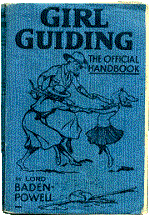 GIRL
GUIDING
THE OFFICIAL
HANDBOOK
BY LORD
BADEN-
POWELL